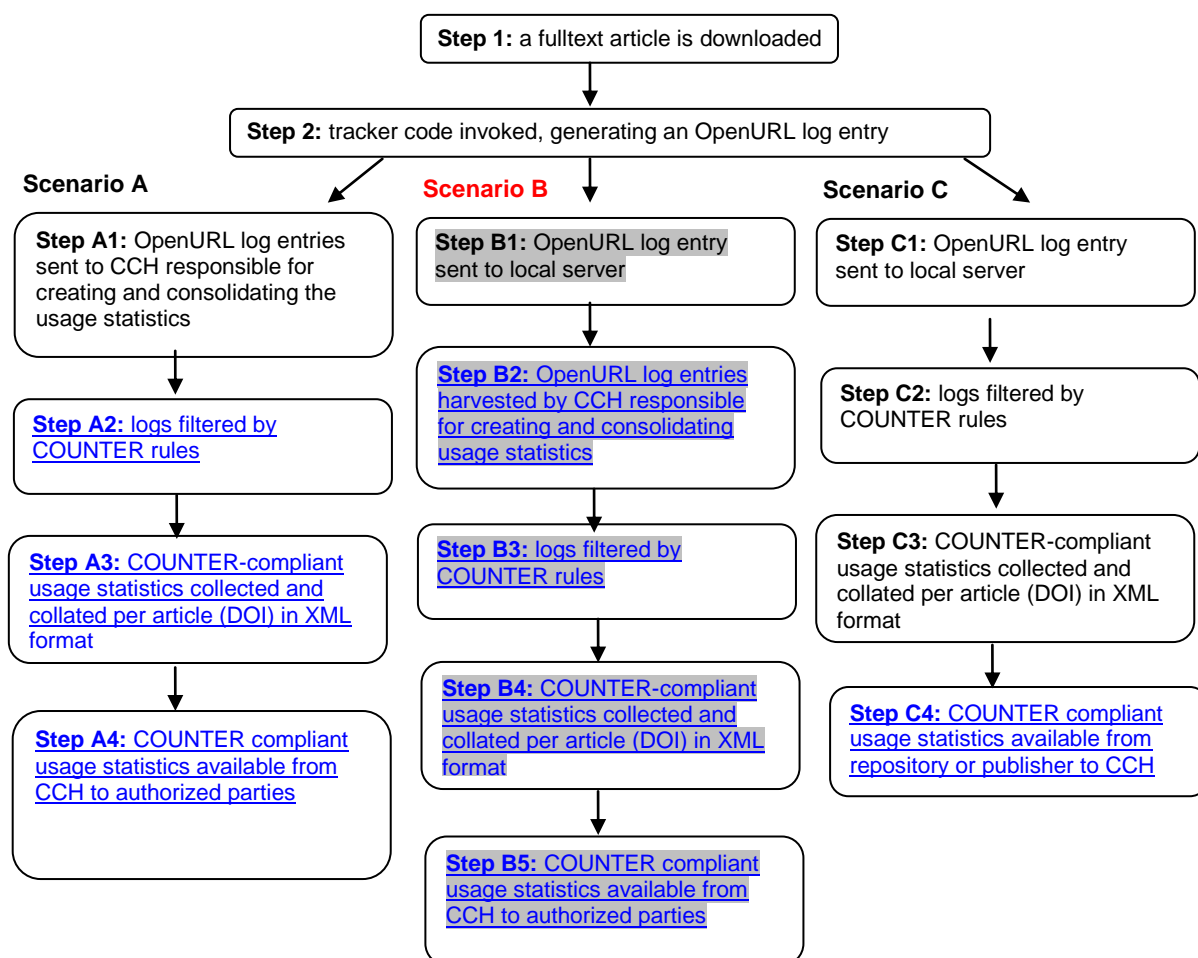 Step 1: a fulltext article is downloaded
Step 2: tracker code invoked, generating an OpenURL log entry
Scenario A
Step A1: OpenURL log entries
sent to CCH responsible for
creating and consolidating the
usage statistics
Step A2: logs filtered by
COUNTER rules
Step A3: COUNTER-compliant
usage statistics collected and
collated per article (DOI) in XML
format
Step A4: COUNTER compliant
usage statistics available from
CCH to authorized parties
Scenario B
Step B1: OpenURL log entry
sent to local server
Step B2: OpenURL log entries
harvested by CCH responsible
for creating and consolidating
usage statistics
Step B3: logs filtered by
COUNTER rules
Step B4: COUNTER-compliant
usage statistics collected and
collated per article (DOI) in XML
format
Step B5: COUNTER compliant
usage statistics available from
CCH to authorized parties
Scenario C
Step C1: OpenURL log entry
sent to local server
Step C2: logs filtered by
COUNTER rules
Step C3: COUNTER-compliant
usage statistics collected and
collated per article (DOI) in XML
format
Step C4: COUNTER compliant
usage statistics available from
repository or publisher to CCH